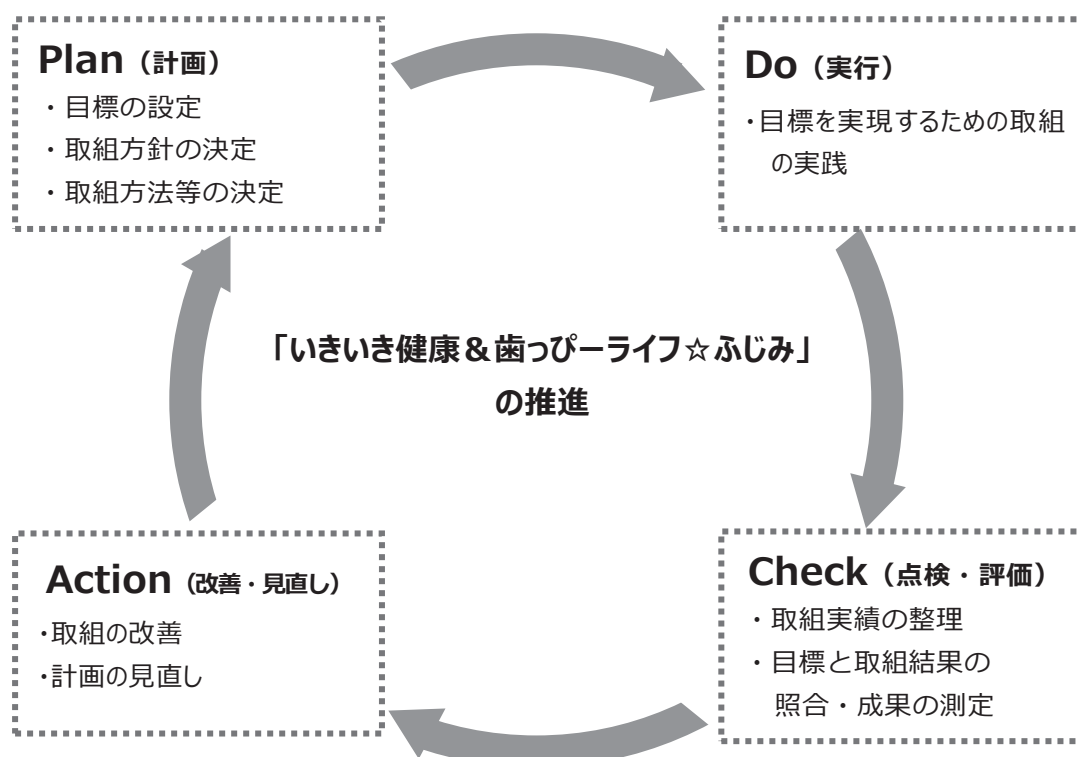 Plan（計画）
・目標の設定
・取組方針の決定
・取組方法等の決定
Do（実行）
・目標を実現するための取組
の実践
「いきいき健康＆歯っぴーライフ☆ふじみ」
の推進
Action（改善・見直し）
・取組の改善
・計画の見直し
Check（点検・評価）
・取組実績の整理
・目標と取組結果の
照合・成果の測定